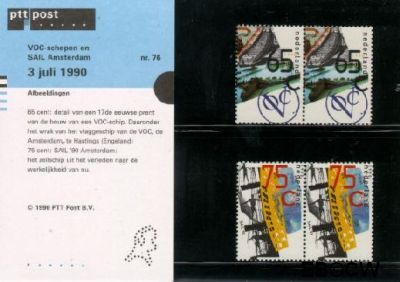 ptt post
VOC-schepen en
SAIL Amsterdam
nr. 76
3 juli 1990
Afbeeldingen
65 cent: detail van een 17de eeuwse prent
van de bouw van een VOC-schip. Daaronder
het wrak van het vlaggeschip van de VOC, de
Amsterdam, te Hastings (Engeland)
75 cent: SAIL '90 Amsterdam:
het zeilschip uit het verleden naar de
werkelijkheid van nu.
© 1990 PTT Post B.V.
65
nederland
65
nederland
75
c
75
c